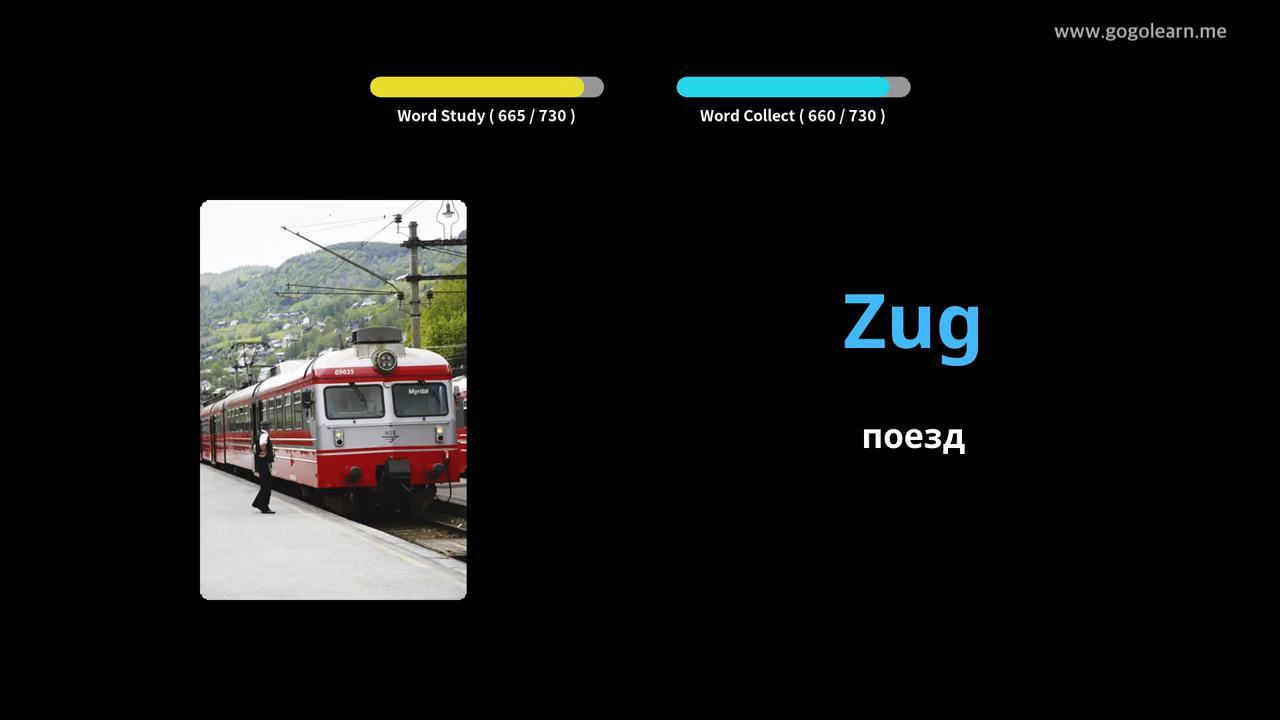 www.gogolearn.me
Word Study ( 665 / 730 )
Word Collect ( 660 / 730 )
69635
Myrdal
NSB
Zug
поезд